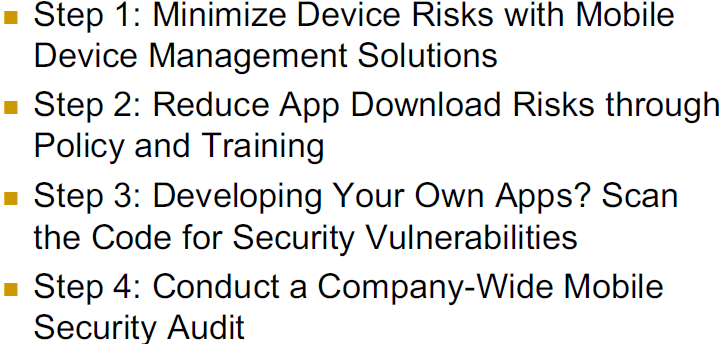 Step 1: Minimize Device Risks with Mobile
Device Management Solutions
Step 2: Reduce App Download Risks through
Policy and Training
Step 3: Developing Your Own Apps? Scan
the Code for Security Vulnerabilities
Step 4: Conduct a Company-Wide Mobile
Security Audit